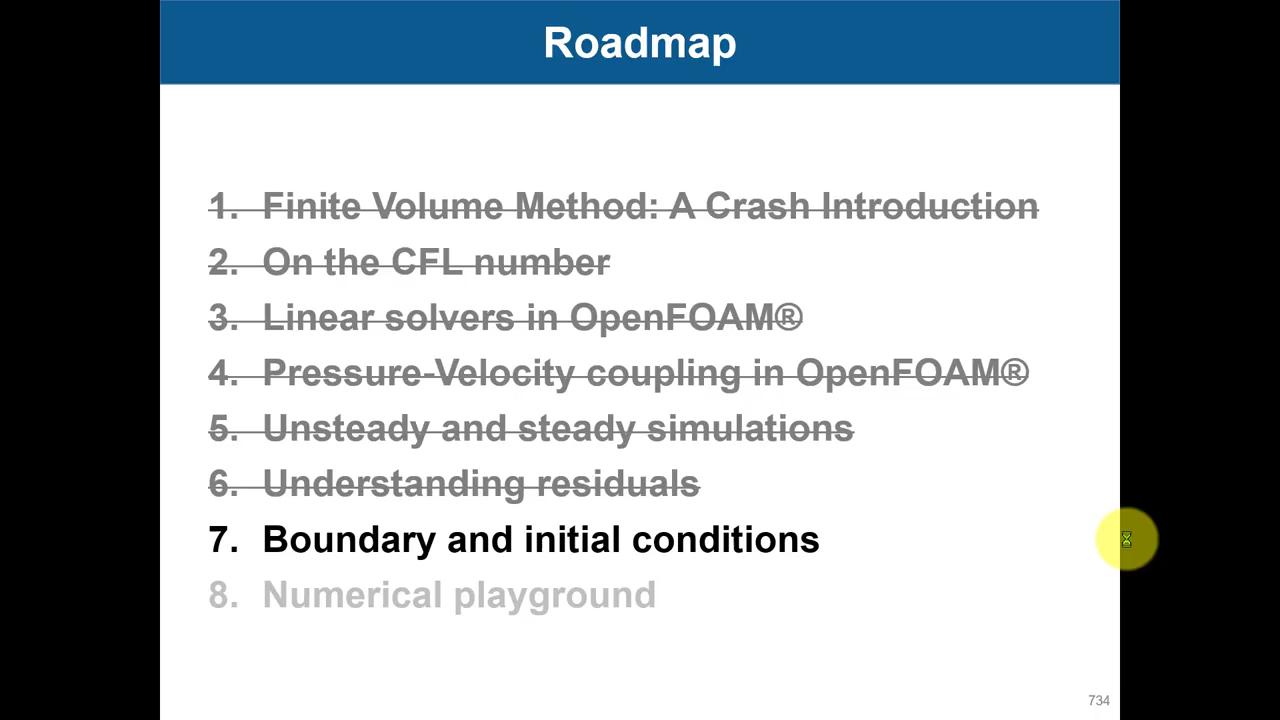 Roadmap
1. Finite Volume Method: A Crash Introduction
2. On the CFL number
3. Linear solvers in OpenFOAM®
4. Pressure-Velocity coupling in OpenFOAM®
5. Unsteady and steady simulations
6. Understanding residuals
7. Boundary and initial conditions
8. Numerical playground
734